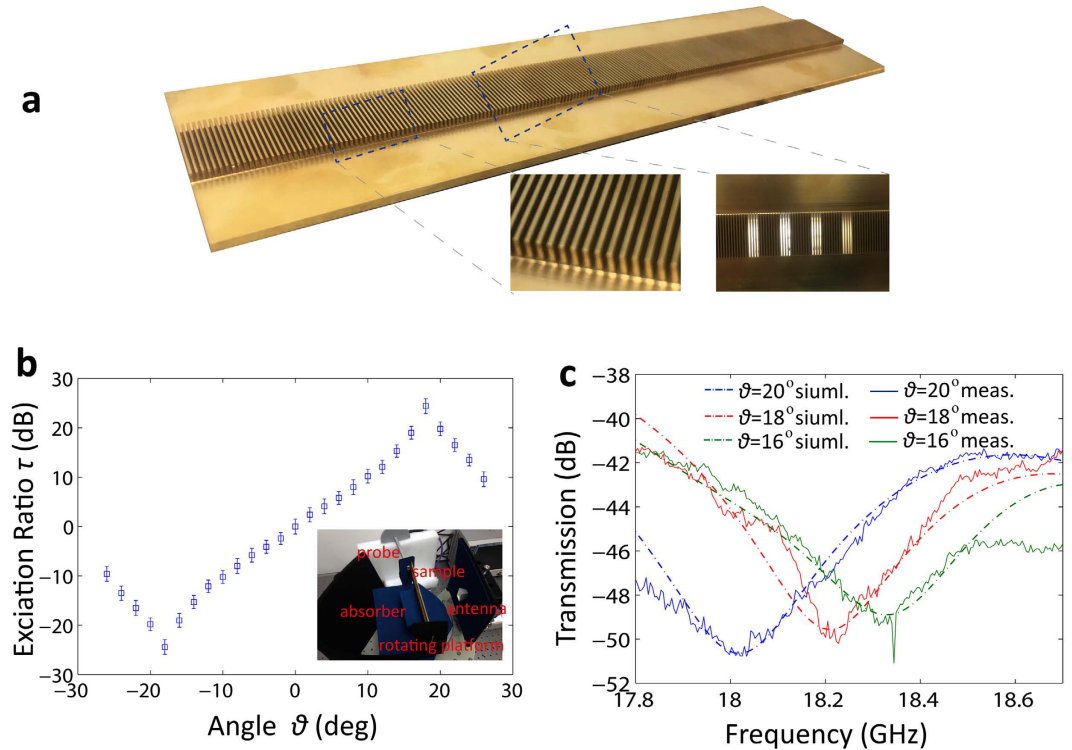 a
b
30
20
10
0
−10
−20
−30
Exciation Ratio τ (dB)
−30
−20
−10
0
10
20
30
Angle ϑ (deg)
probe
sample
absorber
antenna
rotating platform
c
−38
−40
−42
−44
−46
−48
−50
−52
Transmission (dB)
ϑ=20° siuml.
ϑ=20° meas.
ϑ=18° siuml.
ϑ=18° meas.
ϑ=16° siuml.
ϑ=16° meas.
17.8
18
18.2
18.4
18.6
Frequency (GHz)